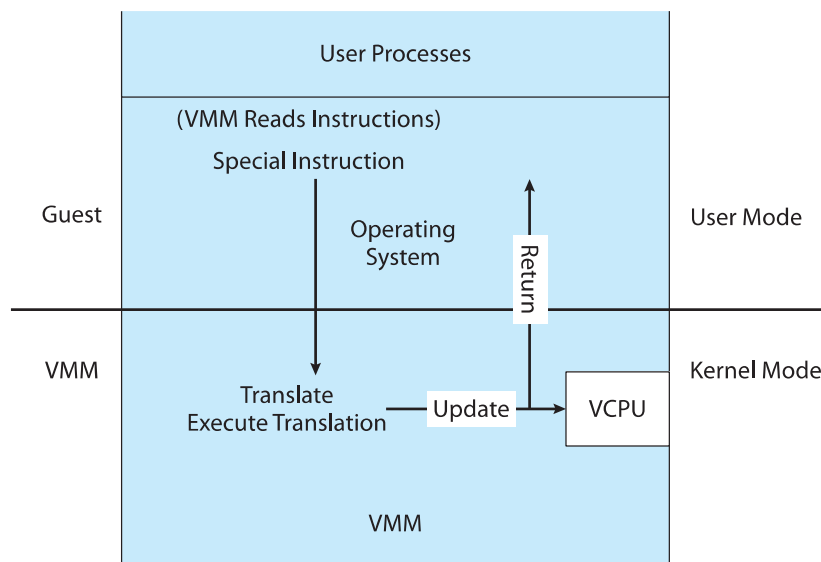 User Processes
(VMM Reads Instructions)
Special Instruction
Guest
Operating
System
User Mode
Return
VMM
Kernel Mode
Translate
Execute Translation
Update
VCPU
VMM